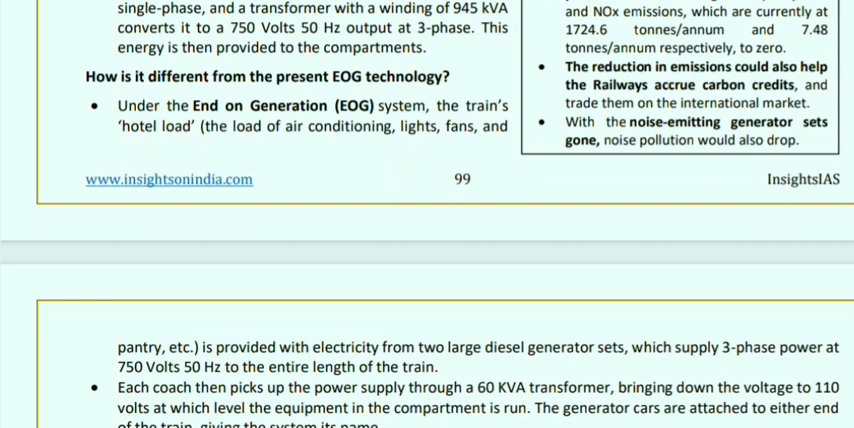 single-phase, and a transformer with a winding of 945 kVA
converts it to a 750 Volts 50 Hz output at 3-phase. This
energy is then provided to the compartments.
How is it different from the present EOG technology?
• Under the End on Generation (EOG) system, the train's
'hotel load' (the load of air conditioning, lights, fans, and
and NOx emissions, which are currently at
1724.6 tonnes/annum and 7.48
tonnes/annum respectively, to zero.
• The reduction in emissions could also help
the Railways accrue carbon credits, and
trade them on the international market.
• With the noise-emitting generator sets
gone, noise pollution would also drop.
www.insightsonindia.com 99 InsightsIAS
pantry, etc.) is provided with electricity from two large diesel generator sets, which supply 3-phase power at
750 Volts 50 Hz to the entire length of the train.
• Each coach then picks up the power supply through a 60 KVA transformer, bringing down the voltage to 110
volts at which level the equipment in the compartment is run. The generator cars are attached to either end
of the train, giving the system its name